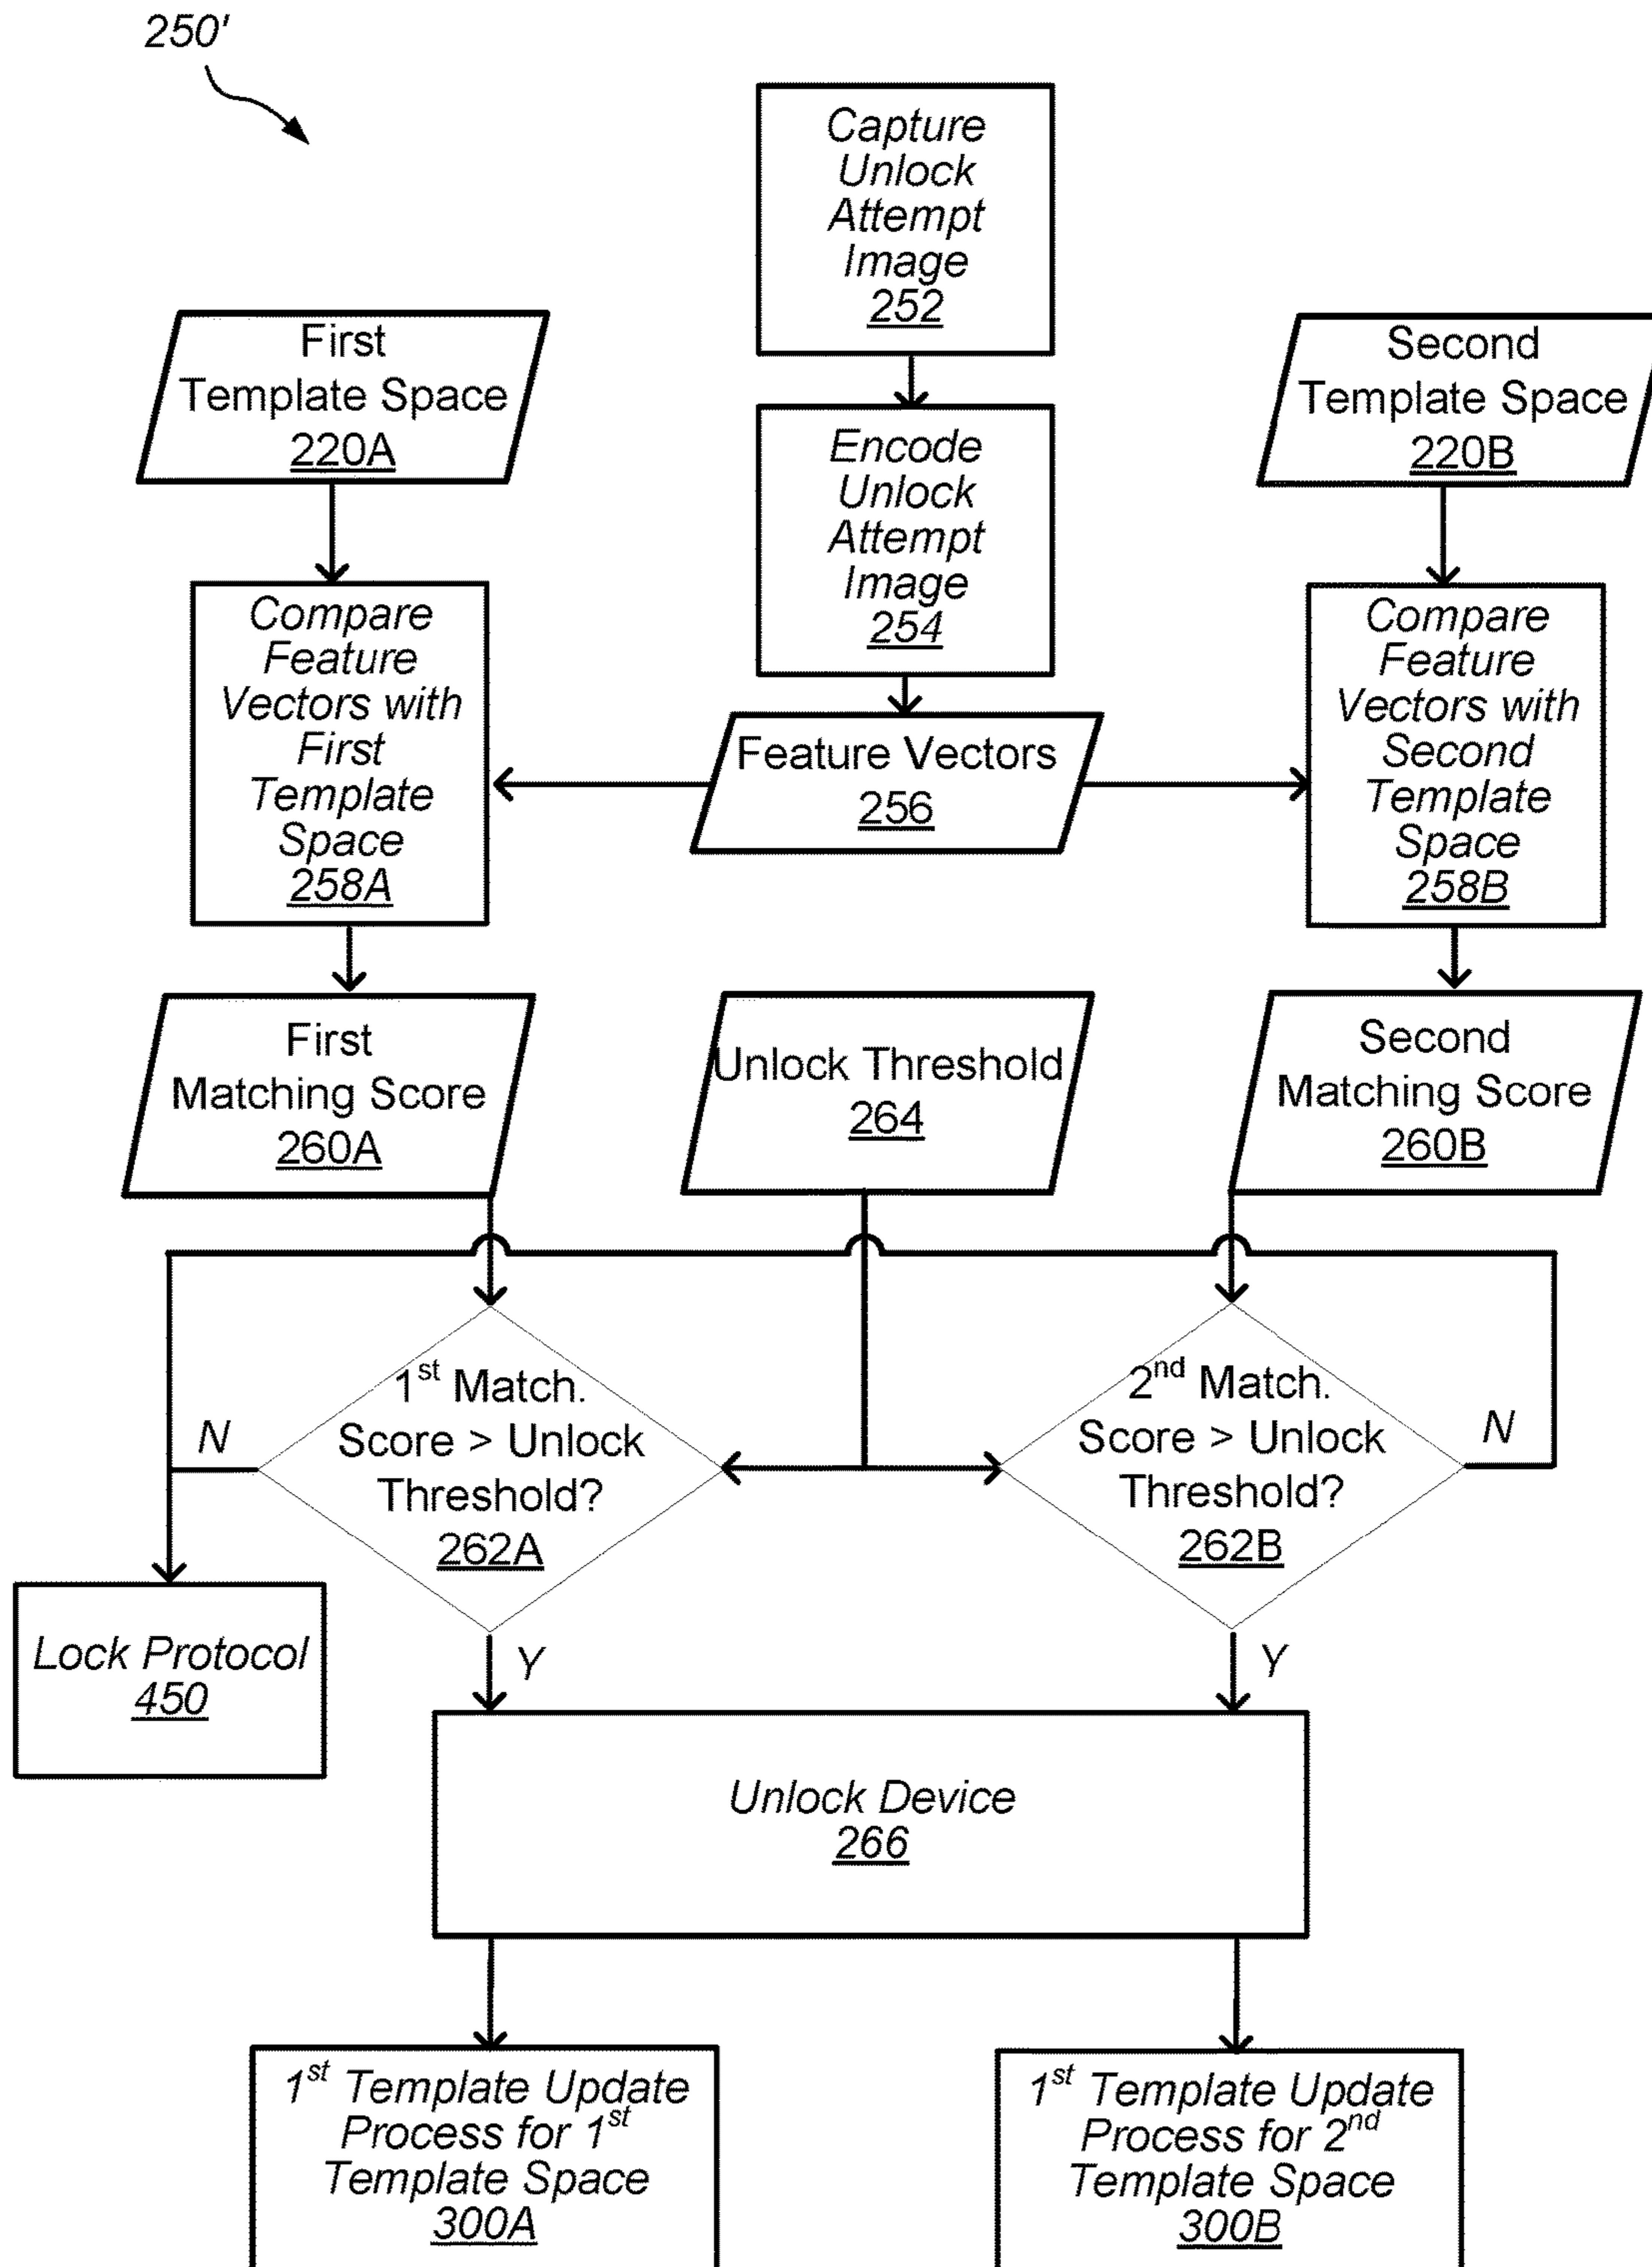 250'
Capture
Unlock
Attempt
Image
252
First
Template Space
220A
Second
Template Space
220B
Encode
Unlock
Attempt
Image
254
Compare
Feature
Vectors with
First
Template
Space
258A
Feature Vectors
256
Compare
Feature
Vectors with
Second
Template
Space
258B
First
Matching Score
260A
Unlock Threshold
264
Second
Matching Score
260B
1st Match.
Score > Unlock
Threshold?
262A
N
2nd Match.
Score > Unlock
Threshold?
262B
N
Lock Protocol
450
Y
Y
Unlock Device
266
1st Template Update
Process for 1st
Template Space
300A
1st Template Update
Process for 2nd
Template Space
300B